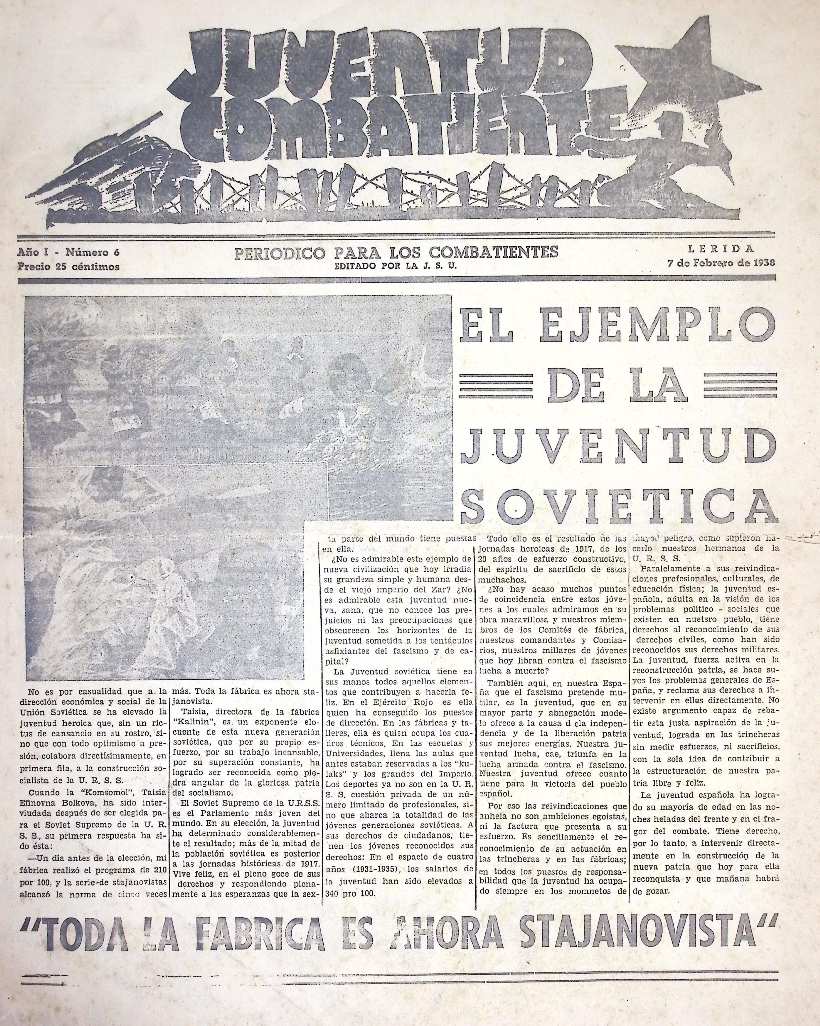 JUVENTUD
COMBATIENTE
Año I - Número 6
Precio 25 céntimos
PERIODICO PARA LOS COMBATIENTES
EDITADO POR LA J. S. U.
LERIDA
7 de Febrero de 1938
EL EJEMPLO
DE LA
JUVENTUD
SOVIETICA
No es por casualidad que a la
dirección económica y social de la
Unión Soviética se ha elevado la
juventud heroica que, sin un ric-
tus de cansancio en su rostro, si-
no que con todo optimismo a pre-
sión, colabora directísimamente, en
primera fila, a la construcción so-
cialista de la U. R. S. S.
Cuando la "Komsomol", Taisia
Efinovna Belkova, ha sido inter-
viudada después de ser elegida para
el Soviet Supremo de la U. R.
S. S., su primera respuesta ha si-
do ésta:
—Un día antes de la elección, mi
fábrica realizó el programa de 210
por 100, y la serie-de stajanovistas
alcanzó la norma de cinco veces
más. Toda la fábrica es ahora sta-
janovista.
Taisia, directora de la fábrica
"Kalinin", es un exponente elo-
cuente de esta nueva generación
soviética, que por su propio es-
fuerzo, por su trabajo incansable,
por su superación constante, ha
logrado ser reconocida como pie-
dra angular de la gloriosa patria
del socialismo.
El Soviet Supremo de la U.R.SS.
es el Parlamento más joven del
mundo. En su elección, la juventud
ha determinado considerablemen-
te el resultado; más de la mitad de
la población soviética es posterior
a las jornadas históricas de 1917.
Vive feliz, en el pleno goce de sus
derechos y respondiendo plena-
mente a las esperanzas que la sex-
ta parte del mundo tiene puestas
en ella.
¿No es admirable este ejemplo de
nueva civilización que hoy irradia
su grandeza simple y humana des-
de el viejo imperio del Zar? ¿No
es admirable esta juventud nue-
va, sana, que no conoce los pre-
juicios ni las preocupaciones que
obscurecen los horizontes de la
juventud sometida a los tentáculos
asfixiantes del fascismo y de ca-
pital?
La Juventud soviética tiene en
sus manos todos aquellos elemen-
tos que contribuyen a hacerla fe-
liz. En el Ejército Rojo es ella
quien ha conseguido los puestos
de dirección. En las fábricas y ta-
lleres, ella es quien ocupa los cua-
dros técnicos. En las escuelas y
Universidades, llena las aulas que
antes estaban reservadas a los "ku-
laks" y los grandes del Imperio.
Los deportes ya no son en la U. R.
S. S. cuestión privada de un nú-
mero limitado de profesionales, si-
no que abarca la totalidad de las
jóvenes generaciones soviéticas. A
sus derechos de ciudadanos, tie-
nen los jóvenes reconocidos sus
derechos: En el espacio de cuatro
años (1931-1935), los salarios de
la juventud han sido elevados a
340 pro 100.
Todo ello es el resultado de las
jornadas heroicas de 1917, de los
20 años de esfuerzo constructivo,
del espíritu de sacrificio de estos
muchachos.
¿No hay acaso muchos puntos
de coincidencia entre estos jóve-
nes a los cuales admiramos en su
obra maravillosa, y nuestros miem-
bros de los Comités de fábrica,
nuestros comandantes y Comisa-
rios, nuestros millares de jóvenes
que hoy libran contra el fascismo
lucha a muerte?
También aquí, en nuestra Espa-
ña que el fascismo pretende mu-
tilar, es la juventud, que en su
mayor parte y abnegación mode-
lo ofrece a la causa d ela indepen-
dencia y de la liberación patria
sus mejores energías. Nuestra ju-
ventud lucha, cae, triunfa en la
lucha armada contra el fascismo.
Nuestra juventud ofrece cuanto
tiene para la victoria del pueblo
español.
Por eso las reivindicaciones que
anhela no son ambiciones egoístas,
ni la factura que presenta a su
esfuerzo. Es sencillamente el re-
conocimiento de su actuación en
las trincheras y en las fábricas;
en todos los puestos de responsa-
bilidad que la juventud ha ocupa-
do siempre en los momnetos de
mayor peligro, como supieron ha-
cerlo nuestros hermanos de la
U. R. S. S.
Paralelamente a sus reivindica-
ciones profesionales, culturales, de
educación física; la juventud es-
pañola, adulta en la visión de los
problemas político - sociales que
existen en nuetsro pueblo, tiene
derechos al reconocimiento de sus
derechos civiles, como han sido
reconocidos sus derechos militares.
La juventud, fuerza activa en la
reconstrucción patria, se hace su-
yos los problemas generales de Es-
paña, y reclama sus derechos a in-
tervenir en ellas directamente. No
existe argumento capaz de reba-
tir esta justa aspiración de la ju-
ventud, lograda en las trincheras
sin medir esfuerzos, ni sacrificios,
con la sola idea de contribuir a
la estructuración de nuestra pa-
tria libre y feliz.
La juventud española ha logra-
do su mayoría de edad en las no-
ches heladas del frente y en el fra-
gor del combate. Tiene derecho,
por lo tanto, a intervenir directa-
mente en la construcción de la
nueva patria que hoy para ella
reconquista y que mañana habrá
de gozar.
"TODA LA FABRICA ES AHORA STAJANOVISTA"